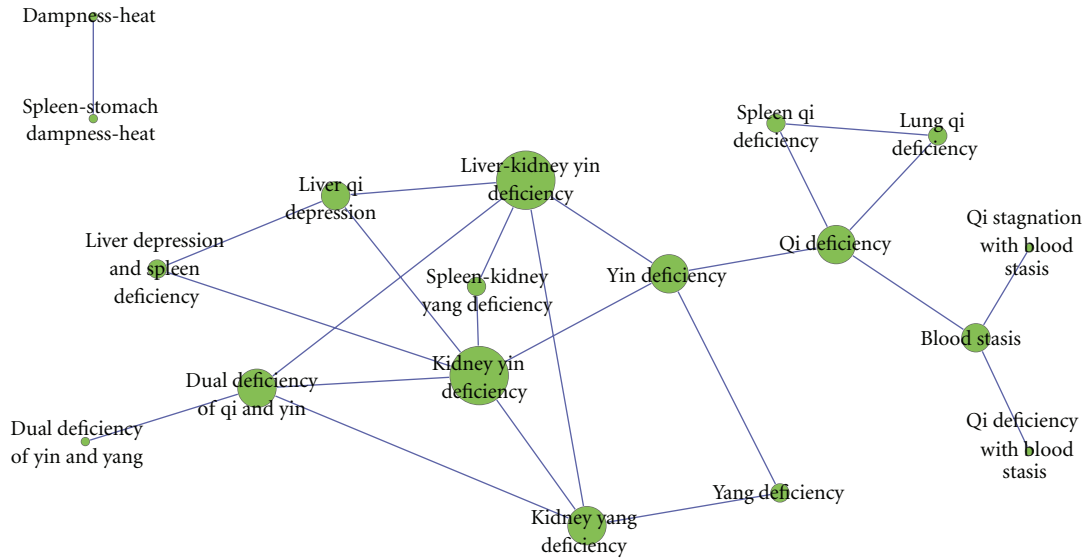 Dampness-heat
Spleen-stomach
dampness-heat
Spleen qi
deficiency
Lung qi
deficiency
Liver-kidney yin
deficiency
Liver qi
depression
Qi stagnation
with blood
stasis
Liver depression
and spleen
deficiency
Qi deficiency
Spleen-kidney
yang deficiency
Yin deficiency
Blood stasis
Kidney yin
deficiency
Dual deficiency
of qi and yin
Dual deficiency
of yin and yang
Qi deficiency
with blood
stasis
Yang deficiency
Kidney yang
deficiency